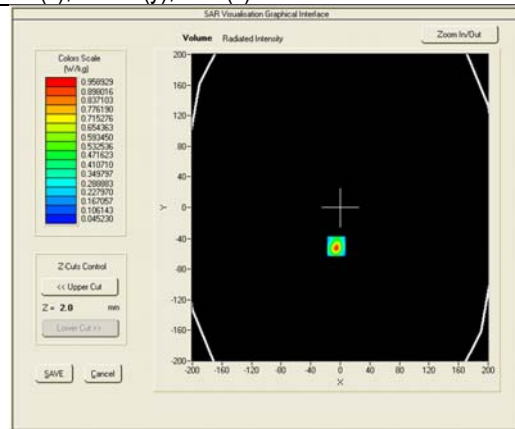 SAR Visualisation Graphical Interface
Volume Radiated Intensity
Zoom In/Out
Colors Scale
(W/kg)
0.958929
0.898016
0.837103
0.776190
0.715276
0.654363
0.593450
0.532536
0.471623
0.410710
0.349797
0.288883
0.227970
0.167057
0.106143
0.045230
Z-Cuts Control
<< Upper Cut
Z = 2.0 mm
Lower Cut >>
SAVE Cancel
200
160
120
80
40
0
-40
-80
-120
-160
-200
Y
-200 -160 -120 -80 -40 0 40 80 120 160 200
X